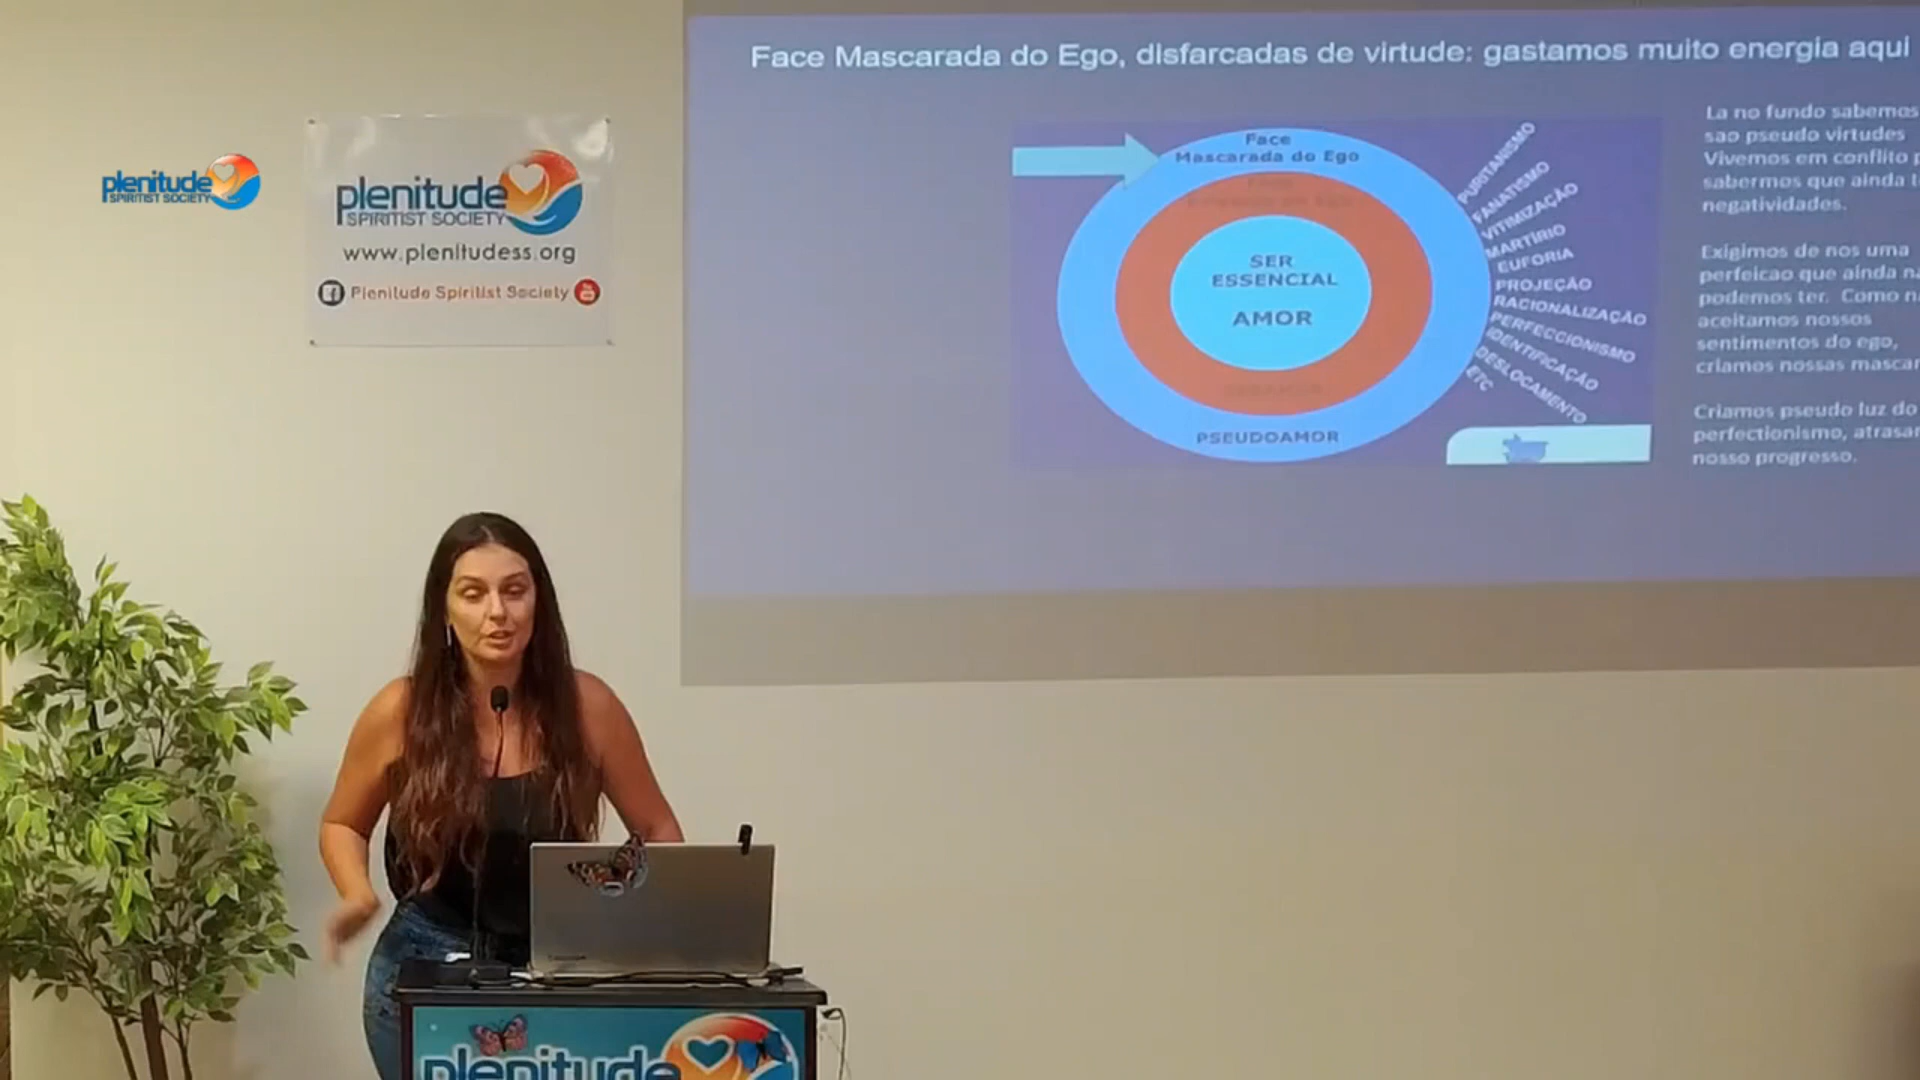 Face Mascarada do Ego, disfarcadas de virtude: gastamos muito energia aqui
plenitude
SPIRITIST SOCIETY
plenitude
SPIRITIST SOCIETY
www.plenitudess.org
Plenitude Spiritist Society
Face
Mascarada do Ego
SER
ESSENCIAL
AMOR
PSEUDOAMOR
PURITANISMO
FANATISMO
VITIMIZAÇÃO
MARTÍRIO
EUFORIA
PROJEÇÃO
RACIONALIZAÇÃO
PERFECCIONISMO
IDENTIFICAÇÃO
DESLOCAMENTO
ETC
La no fundo sabemos
sao pseudo virtudes
Vivemos em conflito
sabermos que ainda
negatividades.
Exigimos de nos uma
perfeicao que ainda
podemos ter. Como
aceitamos nossos
sentimentos do ego,
criamos nossas
Criamos pseudo luz do
perfectionismo,
nosso progresso.
plenitude